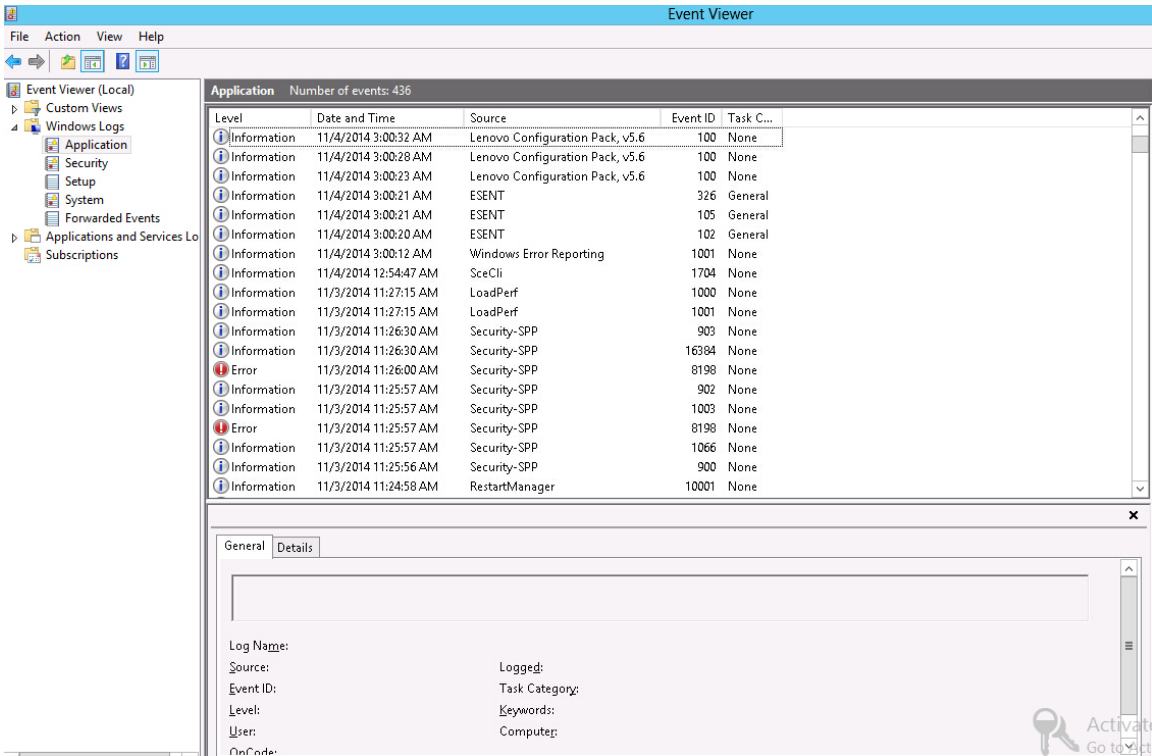 Event Viewer
File Action View Help
Event Viewer (Local)
Custom Views
Windows Logs
Application
Security
Setup
System
Forwarded Events
Applications and Services Lo
Subscriptions
Application Number of events: 436
Level Date and Time Source Event ID Task C...
Information 11/4/2014 3:00:32 AM Lenovo Configuration Pack, v5.6 100 None
Information 11/4/2014 3:00:28 AM Lenovo Configuration Pack, v5.6 100 None
Information 11/4/2014 3:00:23 AM Lenovo Configuration Pack, v5.6 100 None
Information 11/4/2014 3:00:21 AM ESENT 326 General
Information 11/4/2014 3:00:21 AM ESENT 105 General
Information 11/4/2014 3:00:20 AM ESENT 102 General
Information 11/4/2014 3:00:12 AM Windows Error Reporting 1001 None
Information 11/4/2014 12:54:47 AM SceCli 1704 None
Information 11/3/2014 11:27:15 AM LoadPerf 1000 None
Information 11/3/2014 11:27:15 AM LoadPerf 1001 None
Information 11/3/2014 11:26:30 AM Security-SPP 903 None
Information 11/3/2014 11:26:30 AM Security-SPP 16384 None
Error 11/3/2014 11:26:00 AM Security-SPP 8198 None
Information 11/3/2014 11:25:57 AM Security-SPP 902 None
Information 11/3/2014 11:25:57 AM Security-SPP 1003 None
Error 11/3/2014 11:25:57 AM Security-SPP 8198 None
Information 11/3/2014 11:25:57 AM Security-SPP 1066 None
Information 11/3/2014 11:25:56 AM Security-SPP 900 None
Information 11/3/2014 11:24:58 AM RestartManager 10001 None
General Details
Log Name:
Source: Logged:
Event ID: Task Category:
Level: Keywords:
User: Computer:
OpCode:
Activate
Go to Act